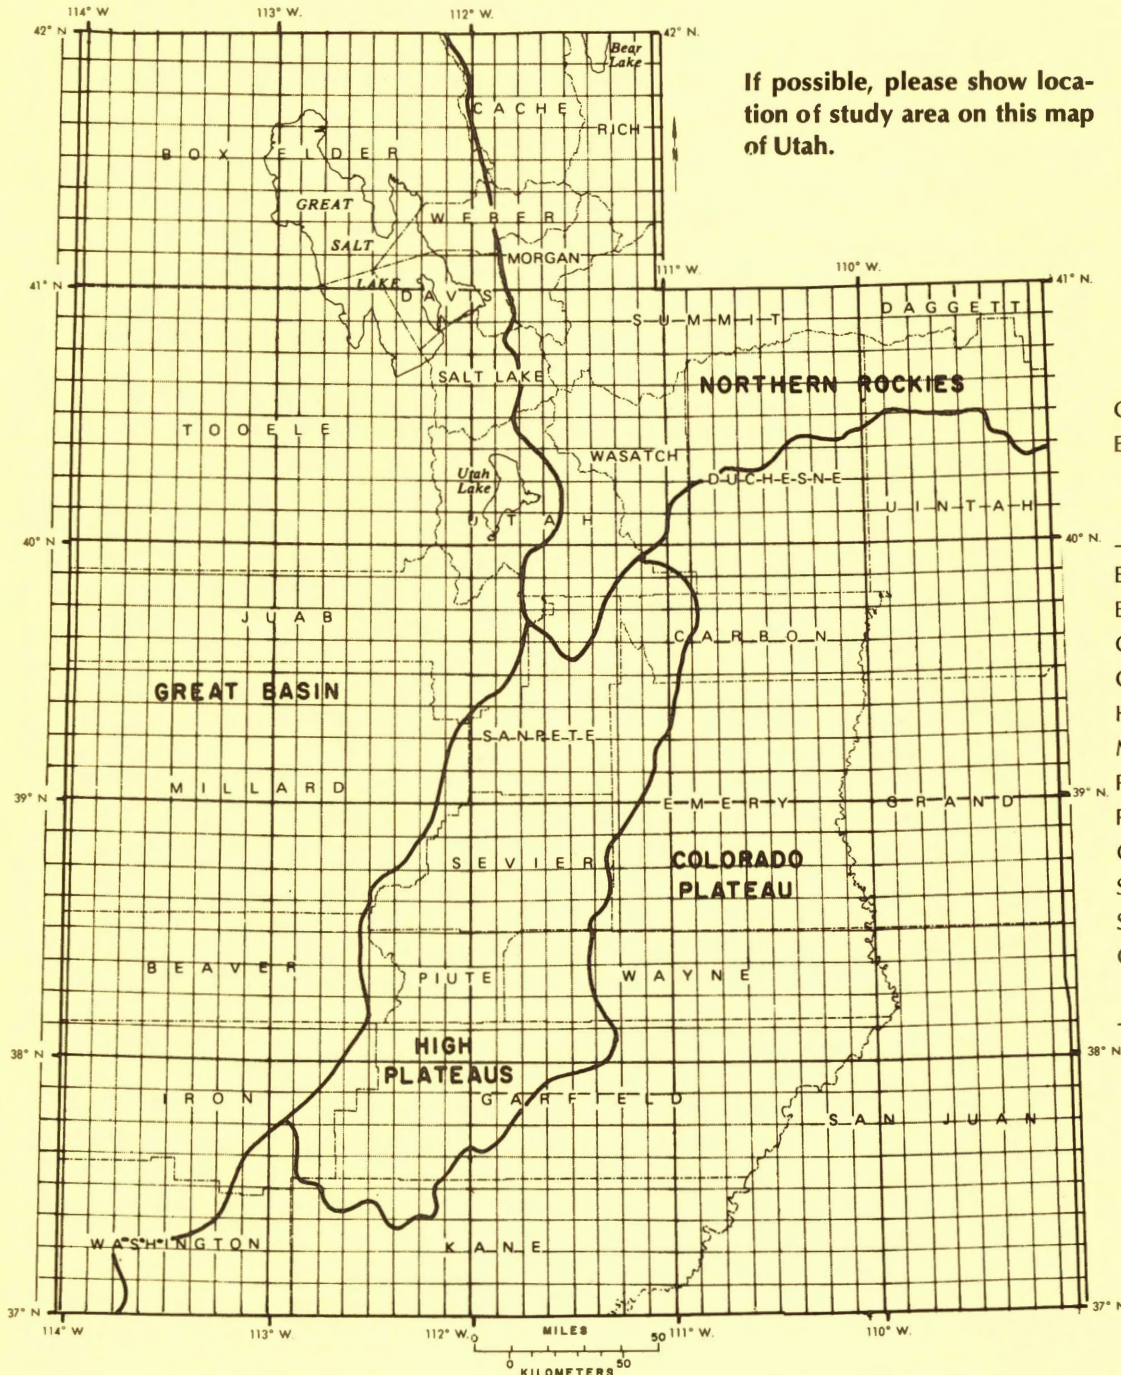 114° W
113° W.
112° W.
42° N
42° N.
Bear
Lake
If possible, please show loca-
tion of study area on this map
of Utah.
CACHE
RICH
BOX ELDER
GREAT
WEBER
SALT
MORGAN
111° W.
110° W.
41° N
LAKE
DAVIS
41° N.
SUMMIT
DAGGETT
SALT LAKE
NORTHERN ROCKIES
TOOELE
WASATCH
Utah
Lake
DUCHESNE
UTAH
UINTAH
40° N
40° N.
JUAB
CARBON
GREAT BASIN
SANPETE
MILLARD
39° N
EMERY
GRAND
39° N.
SEVIER
COLORADO
PLATEAU
BEAVER
PIUTE
WAYNE
HIGH
PLATEAUS
38° N
38° N
IRON
GARFIELD
SAN JUAN
WASHINGTON
KANE
37° N
37° N
114° W
113° W.
112° W.
0 MILES 50
111° W.
110° W.
0 50
KILOMETERS